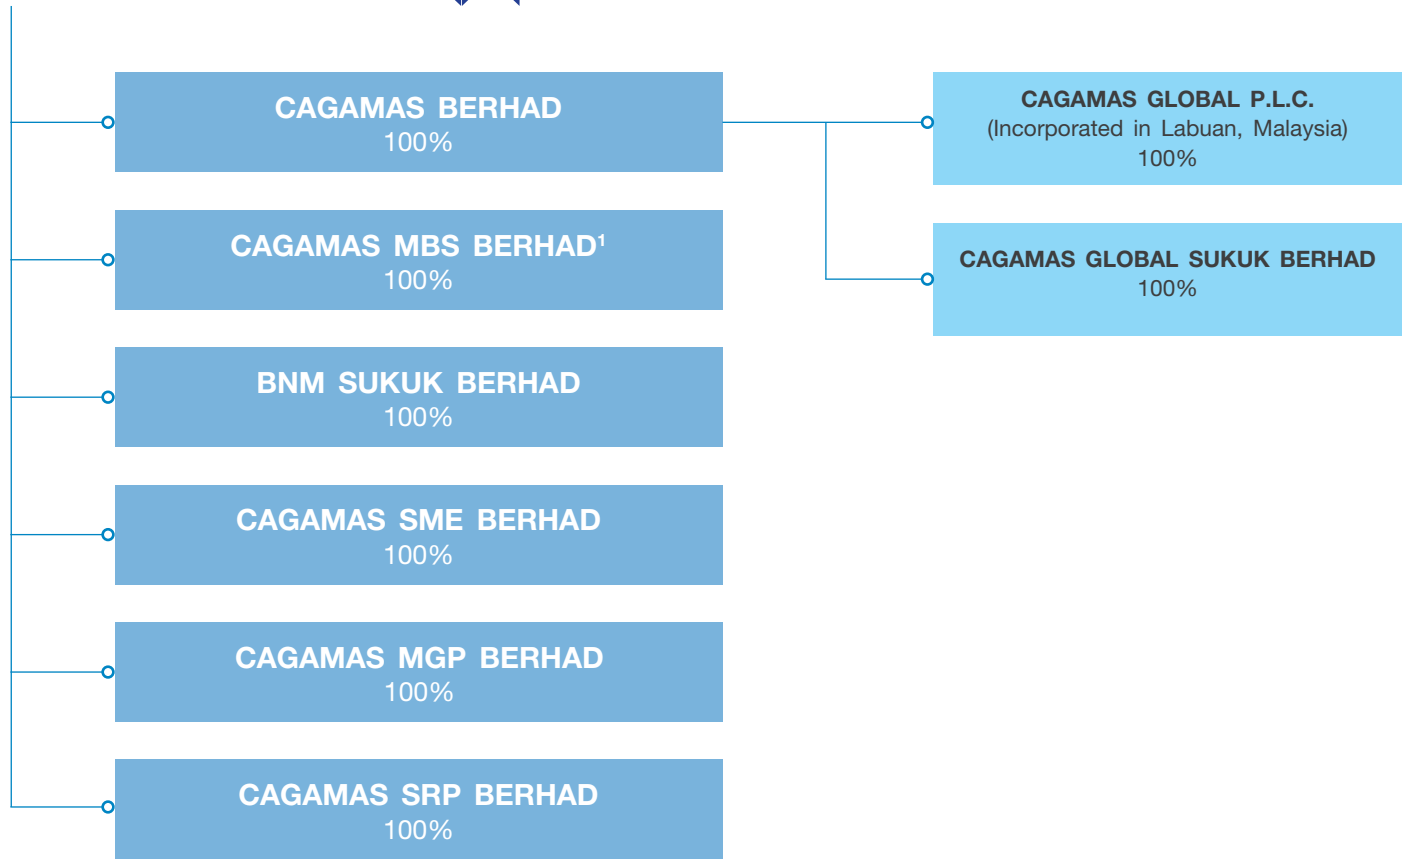 CAGAMAS BERHAD
100%
CAGAMAS GLOBAL P.L.C.
(Incorporated in Labuan, Malaysia)
100%
CAGAMAS MBS BERHAD¹
100%
CAGAMAS GLOBAL SUKUK BERHAD
100%
BNM SUKUK BERHAD
100%
CAGAMAS SME BERHAD
100%
CAGAMAS MGP BERHAD
100%
CAGAMAS SRP BERHAD
100%